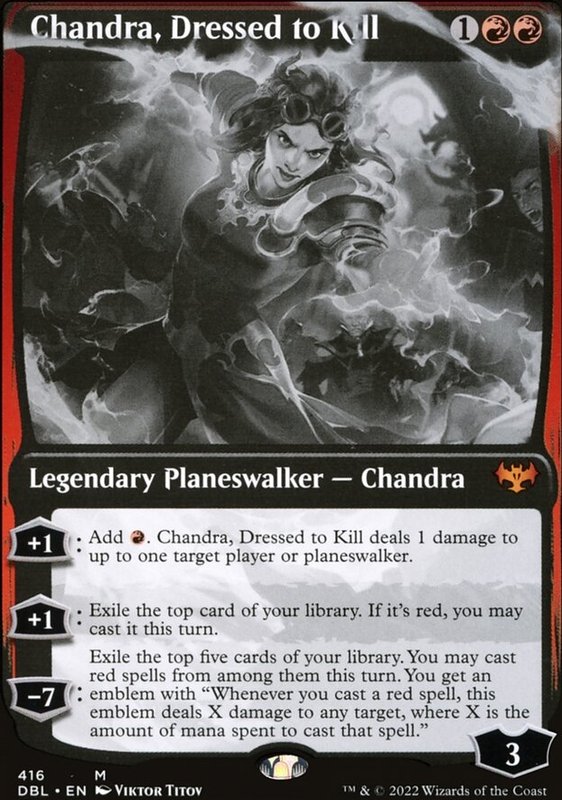 Chandra, Dressed to Kill 1
Legendary Planeswalker — Chandra
+1 : Add . Chandra, Dressed to Kill deals 1 damage to
up to one target player or planeswalker.
+1 : Exile the top card of your library. If it's red, you may
cast it this turn.
Exile the top five cards of your library. You may cast
red spells from among them this turn. You get an
−7 : emblem with “Whenever you cast a red spell, this
emblem deals X damage to any target, where X is the
amount of mana spent to cast that spell.”
3
416 M
DBL • EN Viktor Titov
™ & © 2022 Wizards of the Coast